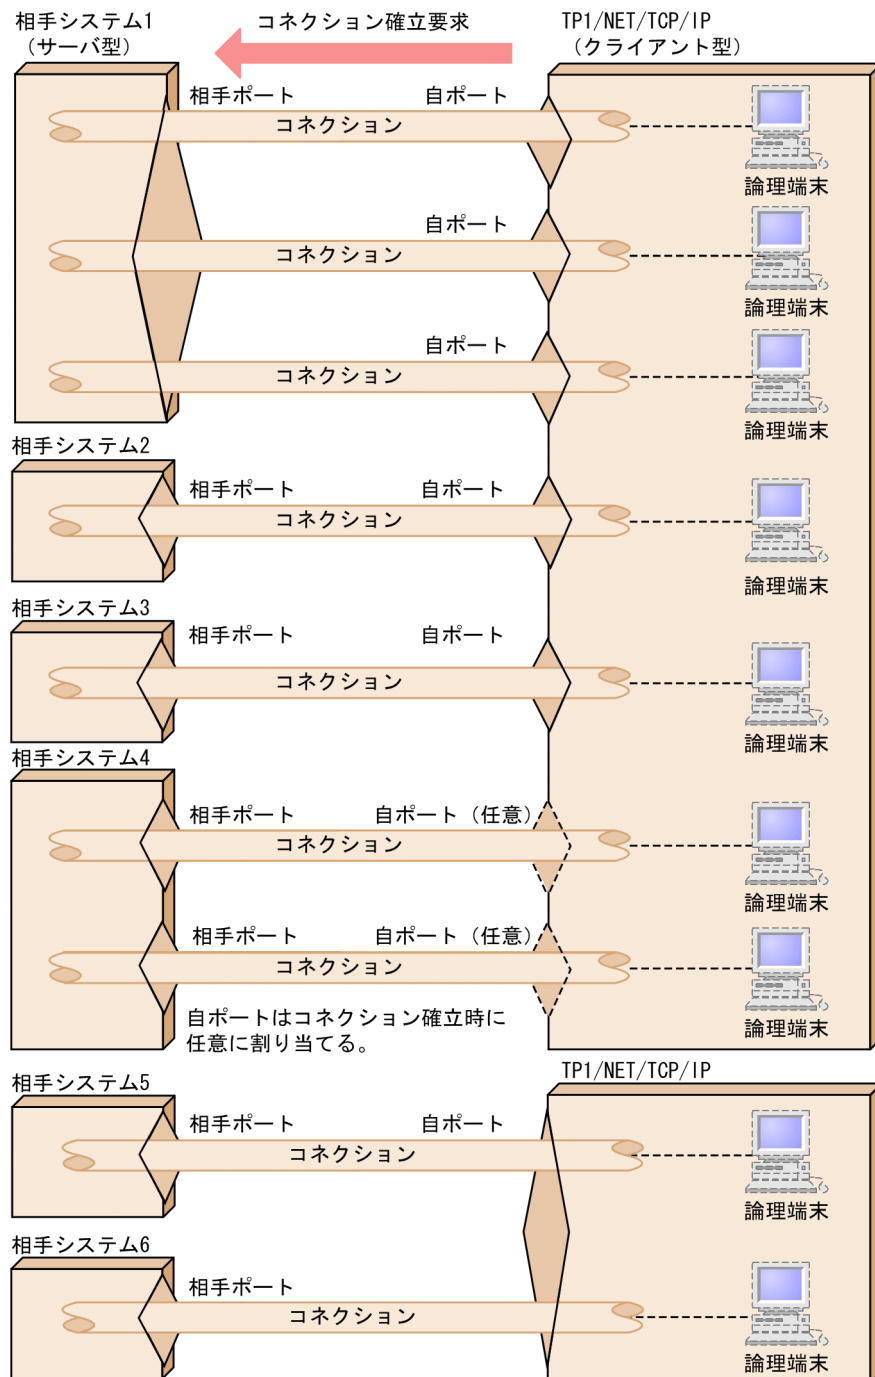 相手システム1
（サーバ型）
コネクション確立要求
TP1/NET/TCP/IP
（クライアント型）
相手ポート
自ポート
コネクション
論理端末
自ポート
コネクション
論理端末
自ポート
コネクション
論理端末
相手システム2
相手ポート
自ポート
コネクション
論理端末
相手システム3
相手ポート
自ポート
コネクション
論理端末
相手システム4
相手ポート
自ポート（任意）
コネクション
論理端末
相手ポート
自ポート（任意）
コネクション
論理端末
自ポートはコネクション確立時に
任意に割り当てる。
相手システム5
TP1/NET/TCP/IP
相手ポート
自ポート
コネクション
論理端末
相手システム6
相手ポート
コネクション
論理端末